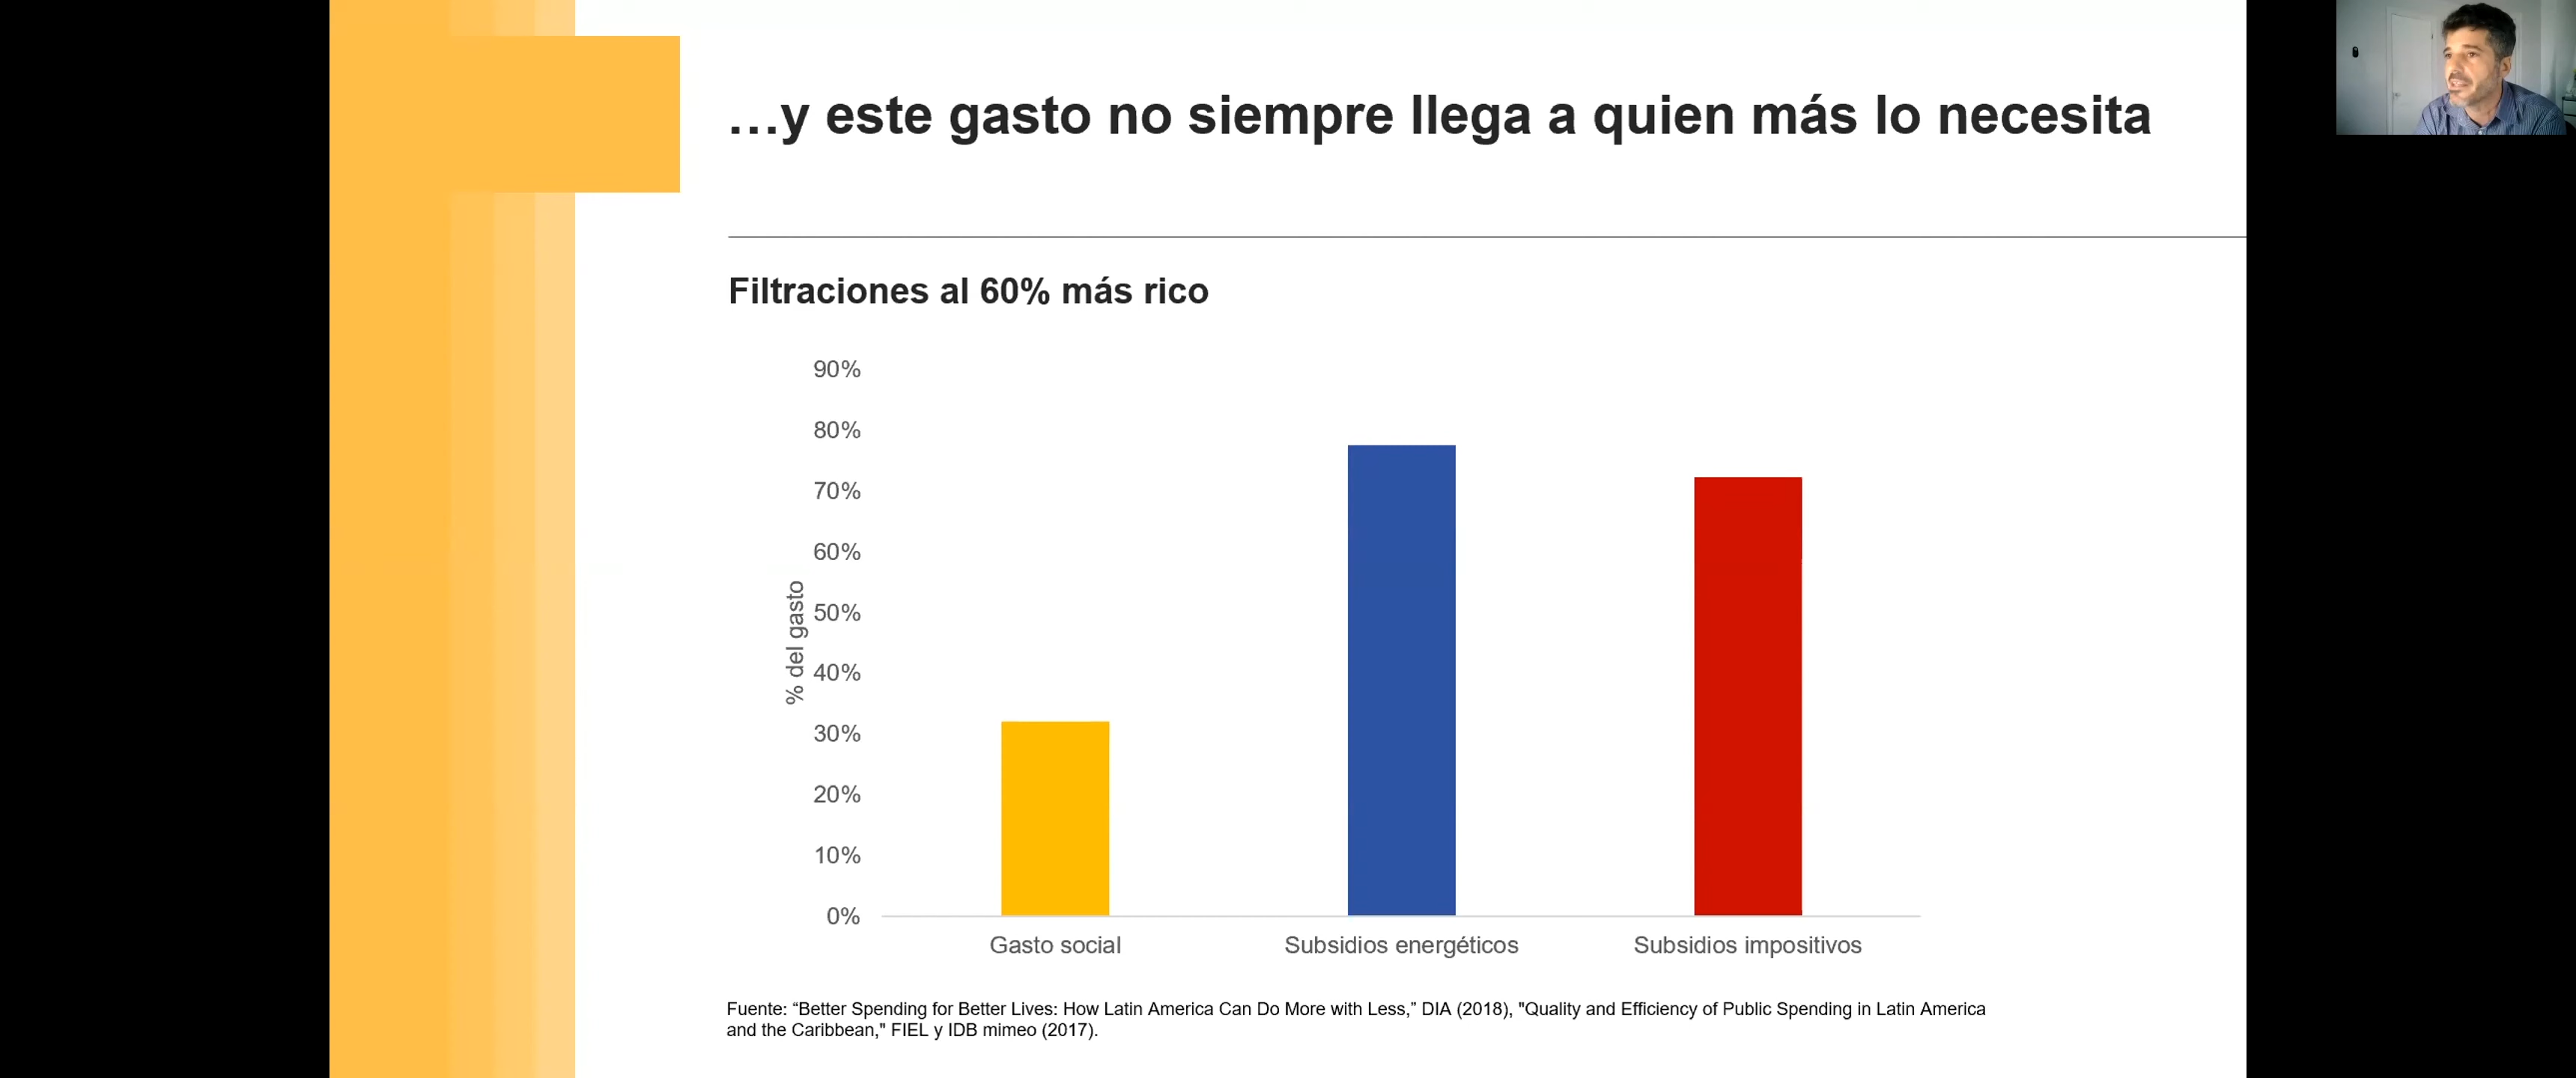 …y este gasto no siempre llega a quien más lo necesita
Filtraciones al 60% más rico
90%
80%
70%
60%
50%
40%
30%
20%
10%
0%
% del gasto
Gasto social
Subsidios energéticos
Subsidios impositivos
Fuente: “Better Spending for Better Lives: How Latin America Can Do More with Less,” DIA (2018), "Quality and Efficiency of Public Spending in Latin America
and the Caribbean," FIEL y IDB mimeo (2017).